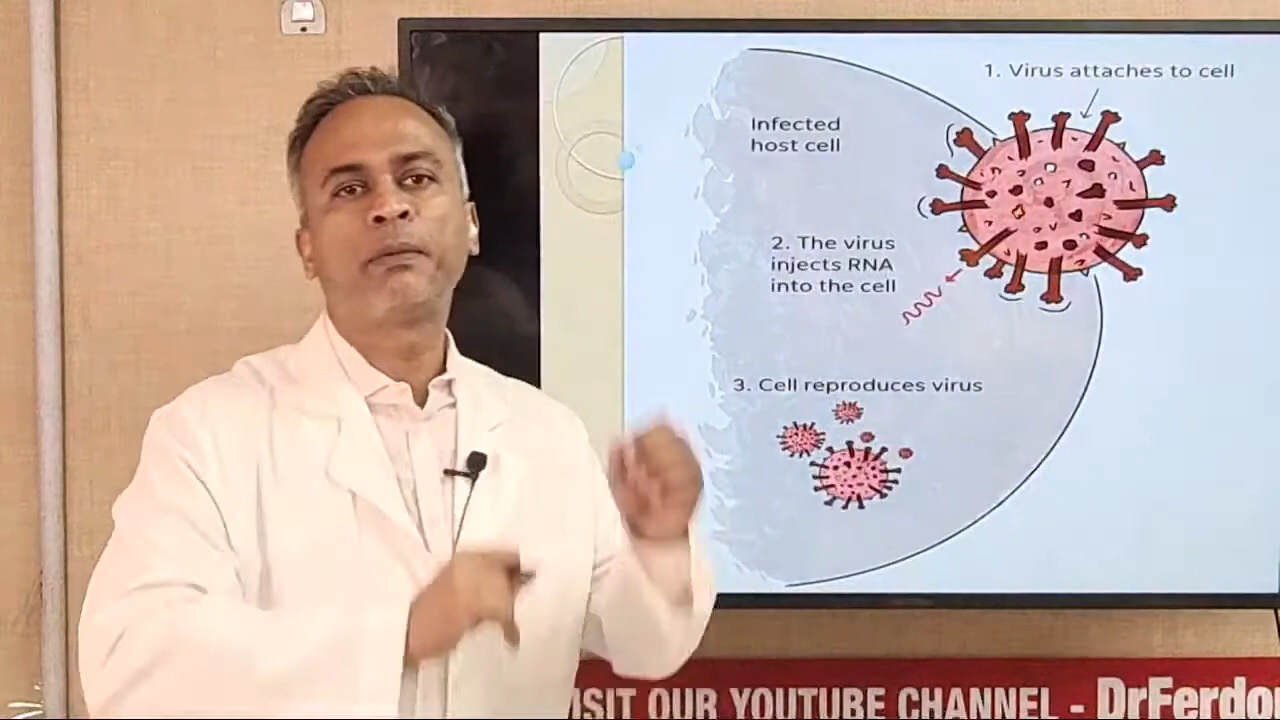 1. Virus attaches to cell
Infected
host cell
2. The virus
injects RNA
into the cell
3. Cell reproduces virus
VISIT OUR YOUTUBE CHANNEL - DrFerdo